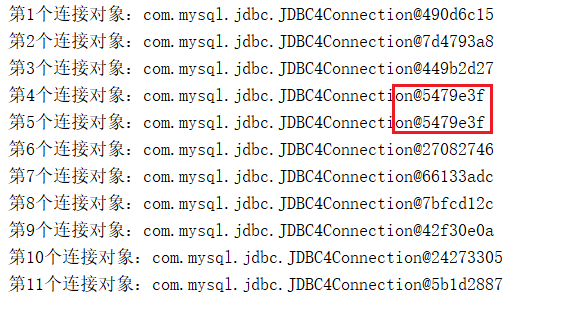 第1个连接对象：com.mysql.jdbc.JDBC4Connection@490d6c15
第2个连接对象：com.mysql.jdbc.JDBC4Connection@7d4793a8
第3个连接对象：com.mysql.jdbc.JDBC4Connection@449b2d27
第4个连接对象：com.mysql.jdbc.JDBC4Connection@5479e3f
第5个连接对象：com.mysql.jdbc.JDBC4Connection@5479e3f
第6个连接对象：com.mysql.jdbc.JDBC4Connection@27082746
第7个连接对象：com.mysql.jdbc.JDBC4Connection@66133adc
第8个连接对象：com.mysql.jdbc.JDBC4Connection@7bfcd12c
第9个连接对象：com.mysql.jdbc.JDBC4Connection@42f30e0a
第10个连接对象：com.mysql.jdbc.JDBC4Connection@24273305
第11个连接对象：com.mysql.jdbc.JDBC4Connection@5b1d2887